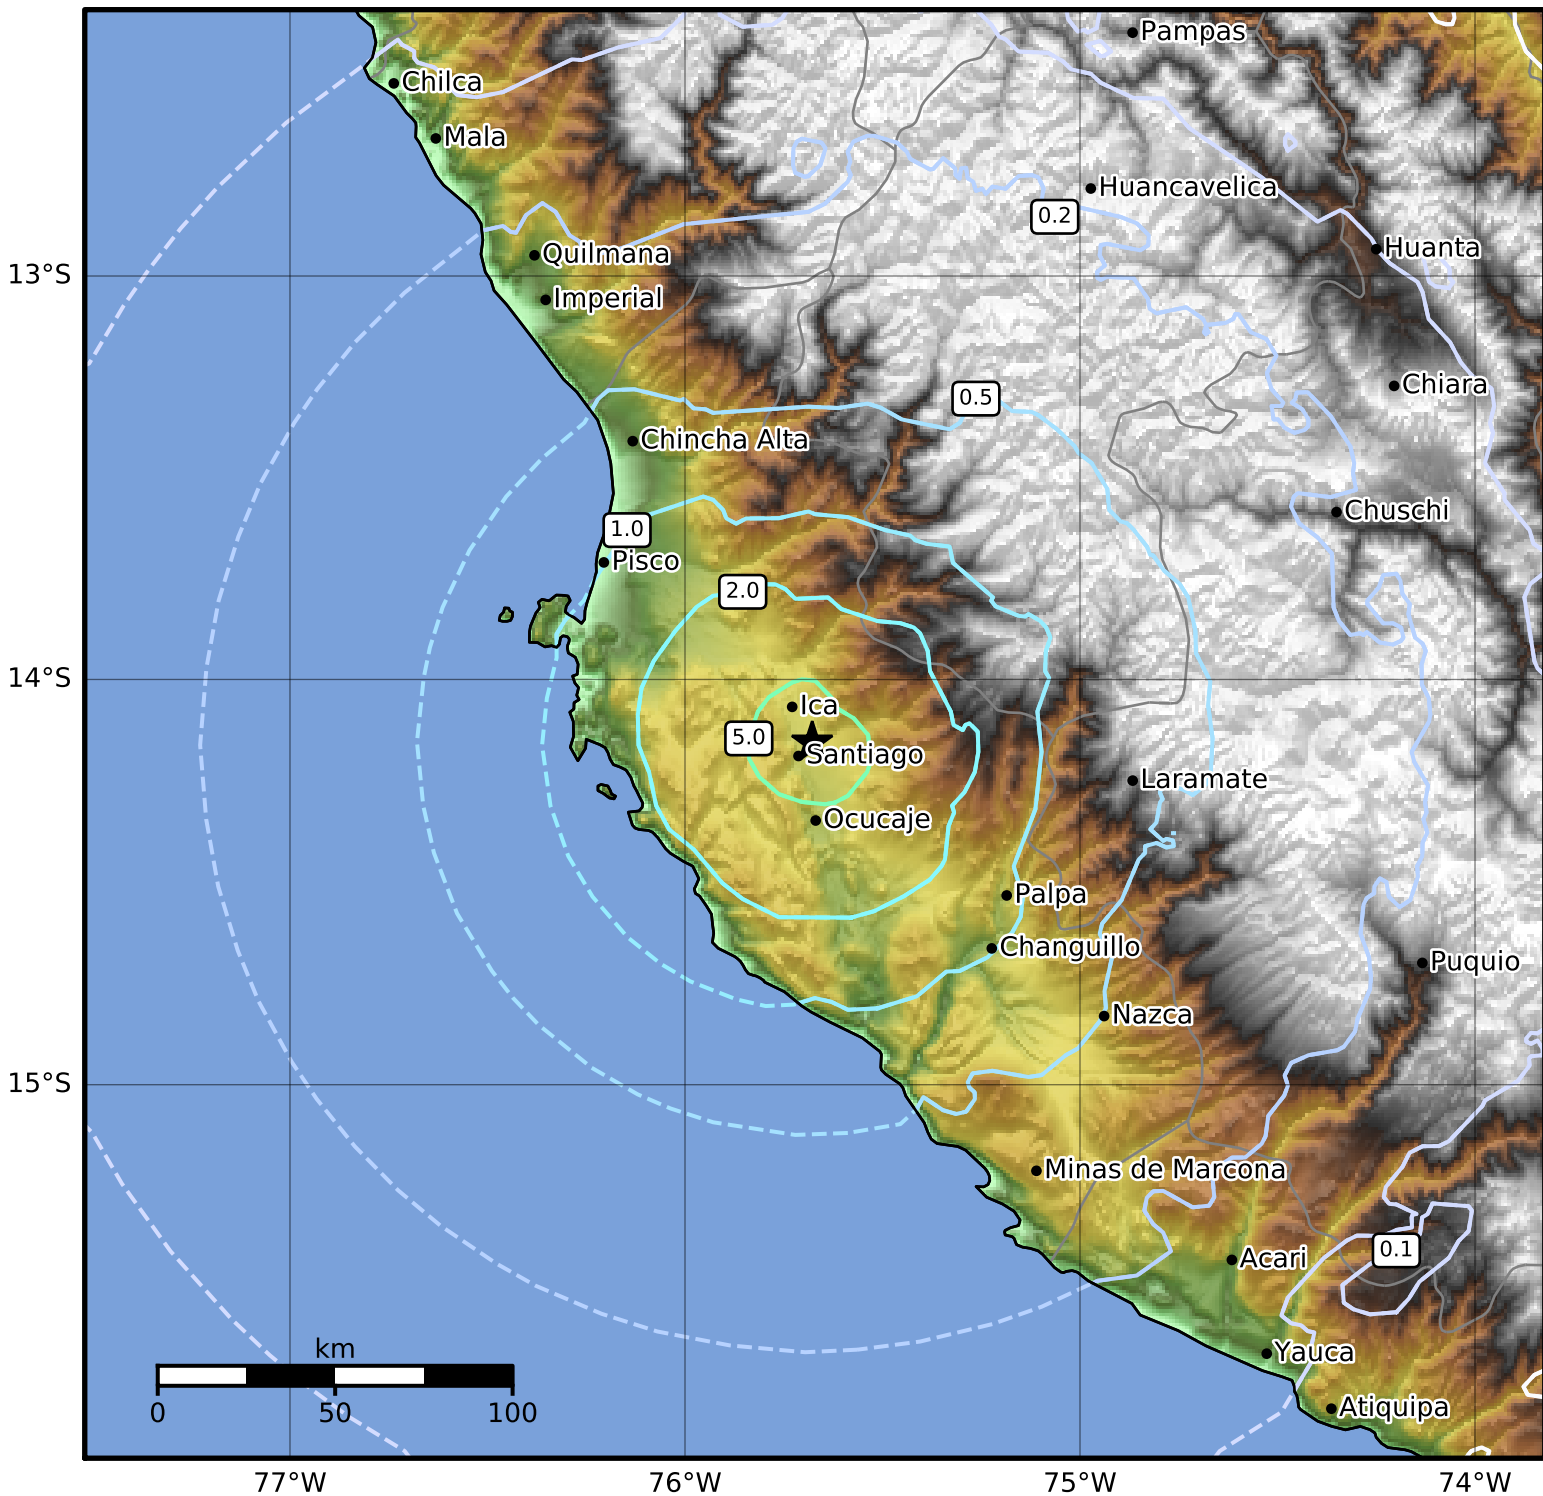 Pampas
Chilca
Mala
Huancavelica
0.2
Huanta
Quilmana
13°S
Imperial
Chiara
0.5
Chincha Alta
Chuschi
1.0
Pisco
2.0
14°S
Ica
5.0
Santiago
Laramate
Ocucaje
Palpa
Changuillo
Puquio
Nazca
15°S
Minas de Marcona
0.1
Acari
km
Yauca
0 50 100
Atiquipa
77°W 76°W 75°W 74°W